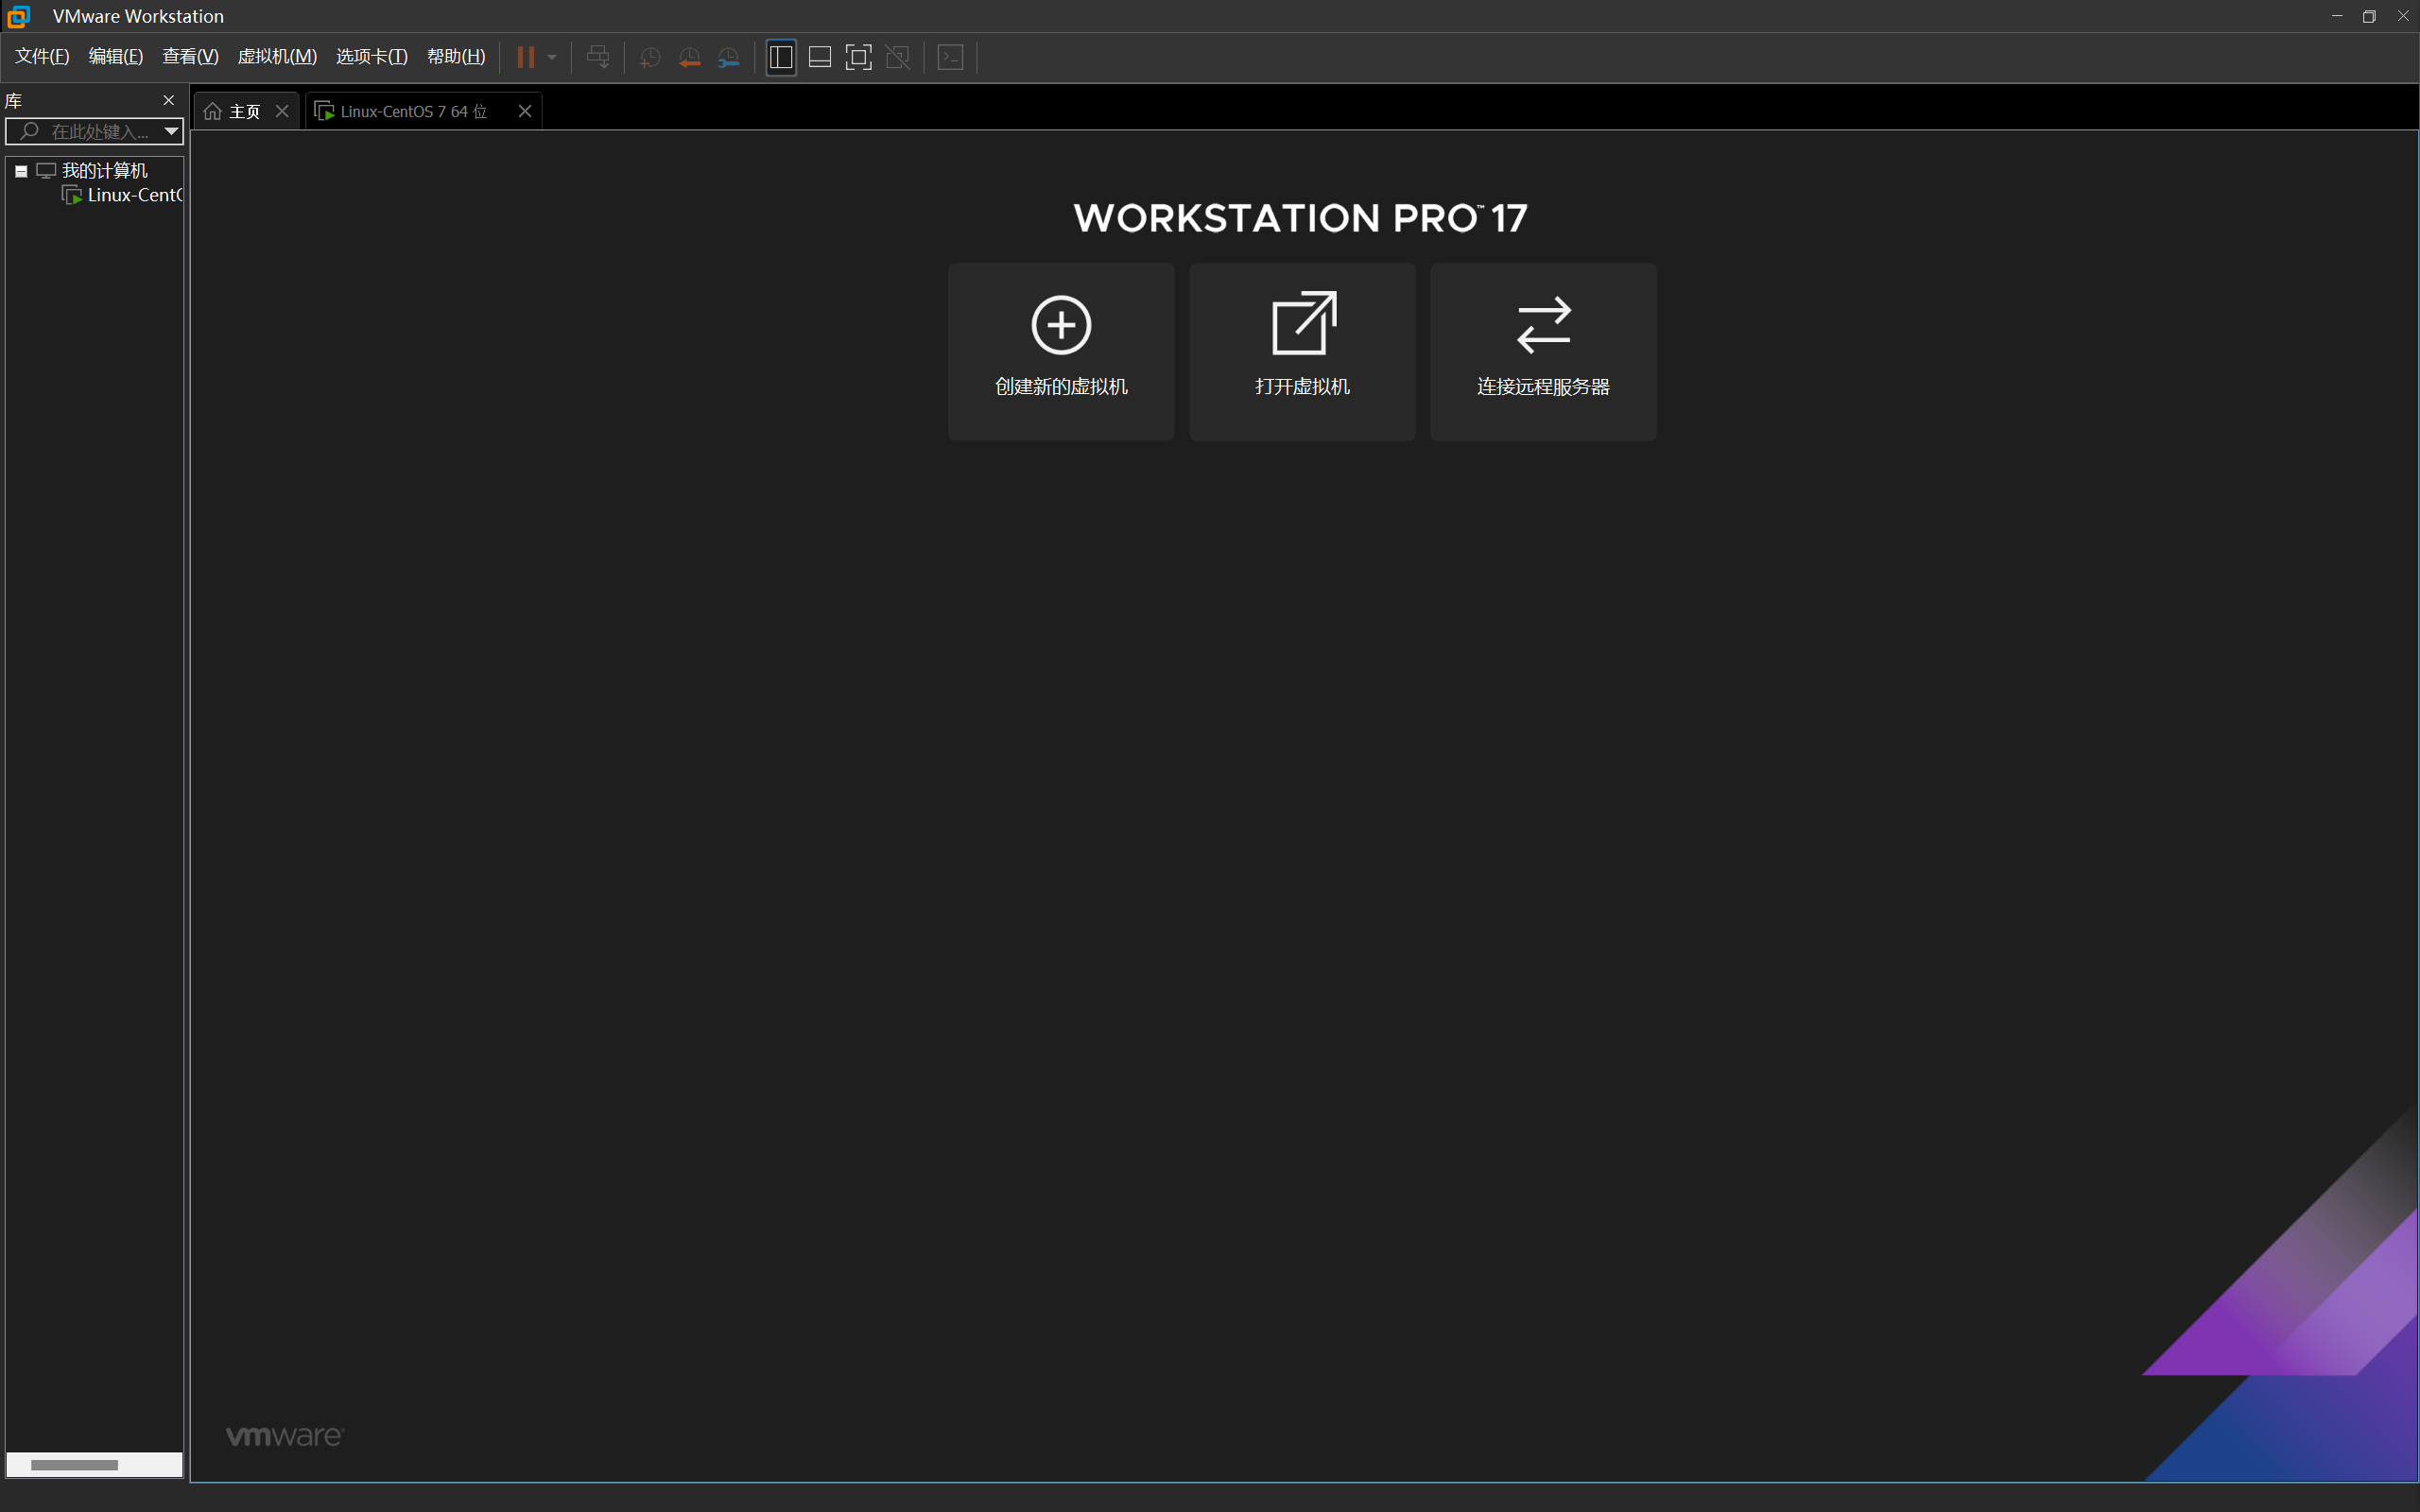 VMware Workstation
文件(F) 编辑(E) 查看(V) 虚拟机(M) 选项卡(T) 帮助(H)
库
在此处键入...
我的计算机
Linux-Cent
主页
Linux-CentOS 7 64 位
WORKSTATION PRO™ 17
创建新的虚拟机
打开虚拟机
连接远程服务器
vmware®